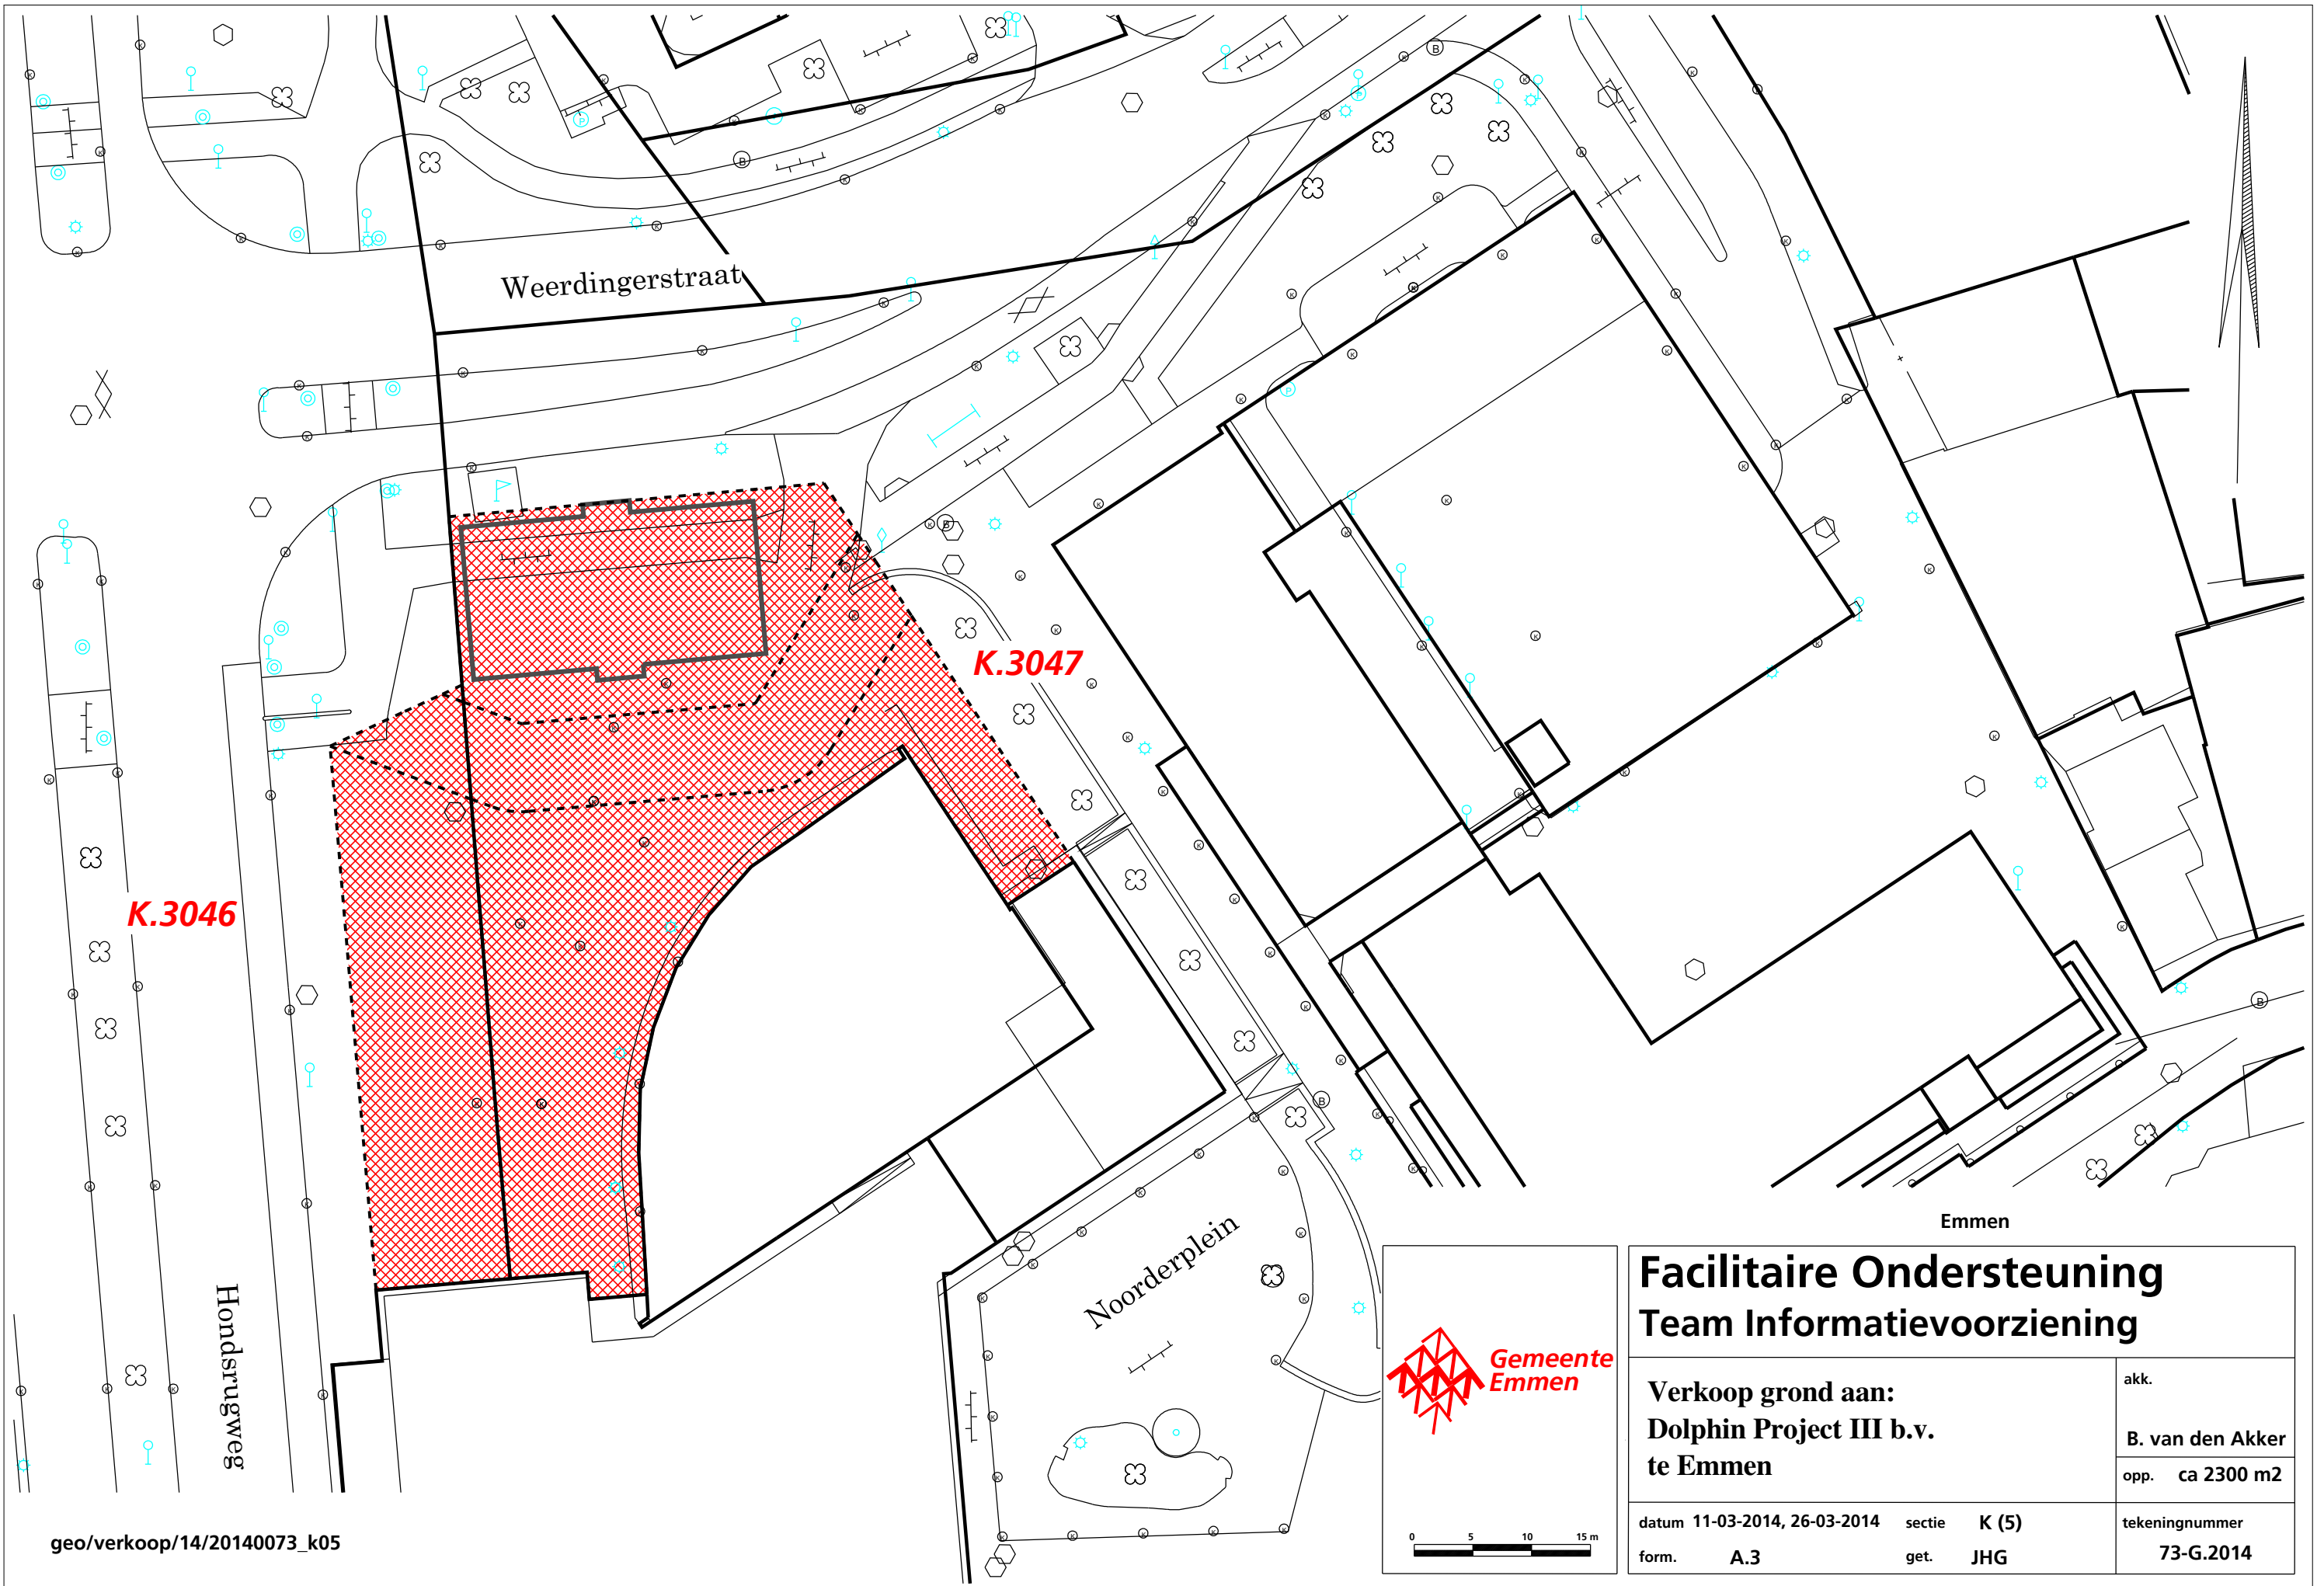 Weerdingerstraat
K.3047
K.3046
Hondsrugweg
Noorderplein
Emmen
Facilitaire Ondersteuning
Team Informatievoorziening
Gemeente
Emmen
Verkoop grond aan:
Dolphin Project III b.v.
te Emmen
akk.
B. van den Akker
opp. ca 2300 m2
0 5 10 15 m
datum 11-03-2014, 26-03-2014 sectie K (5)
form. A.3 get. JHG
tekeningnummer
73-G.2014
geo/verkoop/14/20140073_k05